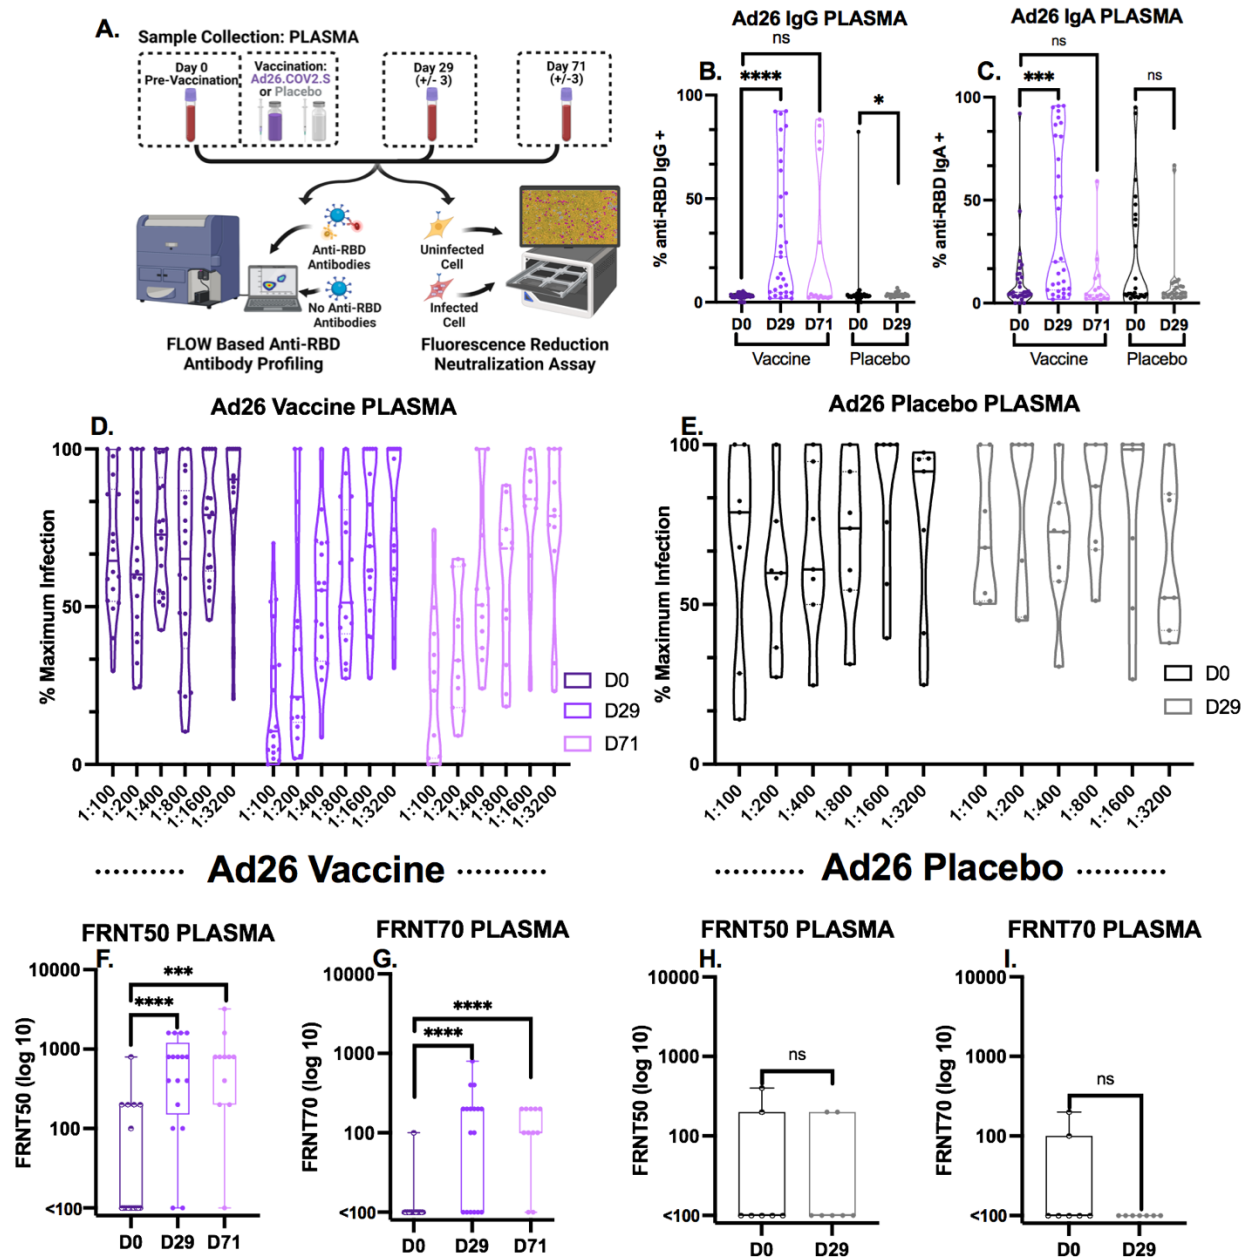 A.
Sample Collection: PLASMA
Day 0
Pre-Vaccination
Vaccination:
Ad26.COV2.S
or Placebo
Day 29
(+/- 3)
Day 71
(+/-3)
Anti-RBD
Antibodies
No Anti-RBD
Antibodies
Uninfected
Cell
Infected
Cell
FLOW Based Anti-RBD
Antibody Profiling
Fluorescence Reduction
Neutralization Assay
Ad26 IgG PLASMA
B.
ns
****
*
% anti-RBD IgG +
100
50
0
D0 D29 D71 D0 D29
Vaccine Placebo
Ad26 IgA PLASMA
C.
ns
***
ns
% anti-RBD IgA +
100
50
0
D0 D29 D71 D0 D29
Vaccine Placebo
Ad26 Vaccine PLASMA
D.
% Maximum Infection
100
50
0
D0
D29
D71
1:100 1:200 1:400 1:800 1:1600 1:3200 1:100 1:200 1:400 1:800 1:1600 1:3200 1:100 1:200 1:400 1:800 1:1600 1:3200
Ad26 Placebo PLASMA
E.
% Maximum Infection
100
50
0
D0
D29
1:100 1:200 1:400 1:800 1:1600 1:3200 1:100 1:200 1:400 1:800 1:1600 1:3200
Ad26 Vaccine
Ad26 Placebo
FRNT50 PLASMA
F.
***
****
FRNT50 (log 10)
10000
1000
100
<100
D0 D29 D71
FRNT70 PLASMA
G.
****
****
FRNT70 (log 10)
10000
1000
100
<100
D0 D29 D71
FRNT50 PLASMA
H.
ns
FRNT50 (log 10)
10000
1000
100
<100
D0 D29
FRNT70 PLASMA
I.
ns
FRNT70 (log 10)
10000
1000
100
<100
D0 D29